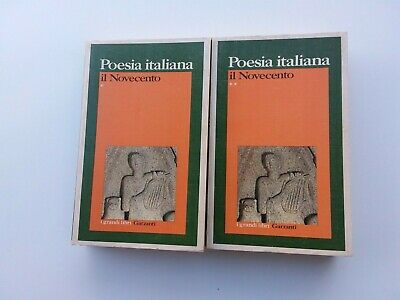 Poesia italiana
il Novecento
*
i grandi libri Garzanti
Poesia italiana
il Novecento
**
i grandi libri Garzanti